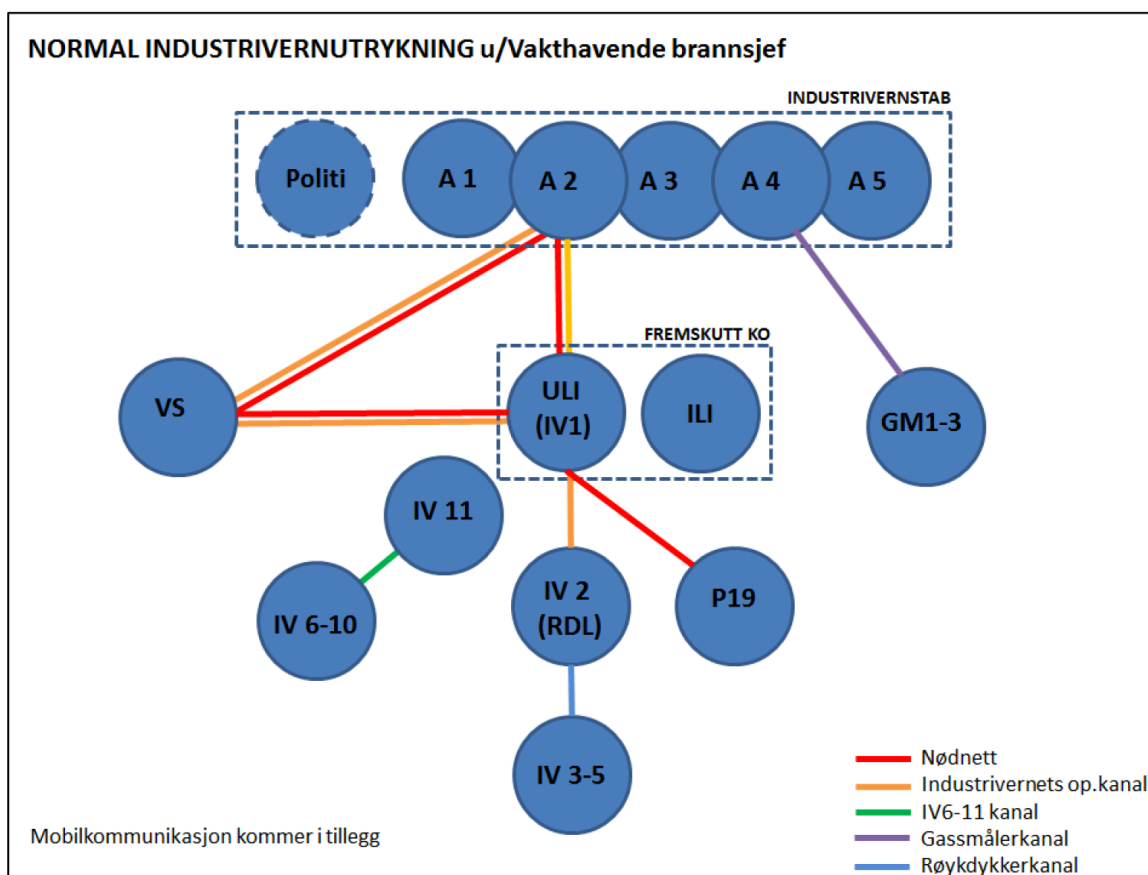 NORMAL INDUSTRIVERNUTRYKNING u/Vakthavende brannsjef
INDUSTRIVERNSTAB
Politi
A 1
A 2
A 3
A 4
A 5
FREMSKUTT KO
VS
ULI
(IV1)
ILI
GM1-3
IV 11
IV 6-10
IV 2
(RDL)
P19
IV 3-5
Nødnett
Industrivernets op.kanal
IV6-11 kanal
Gassmålerkanal
Røykdykkerkanal
Mobilkommunikasjon kommer i tillegg